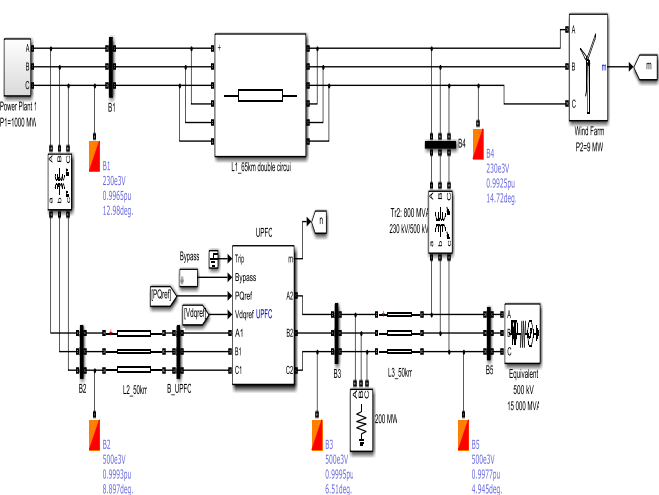 A
B
C
Power Plant 1
P1=1000 MW
B1
B1
230e3V
0.9965pu
12.98deg.
A
B
C
a
b
c
+
L1_65km double circui
A
B
C
m
m
Wind Farm
P2=9 MW
B4
B4
230e3V
0.9925pu
14.72deg.
Tr2: 800 MVA
230 kV/500 kV
A
B
C
a
b
c
UPFC
n
Bypass
[PQref]
[Vdqref]
Trip
Bypass
PQref
Vdqref
UPFC
A1
B1
C1
m
A2
B2
C2
B2
L2_50km
B_UPFC
B3
L3_50km
B5
A
B
C
Equivalent
500 kV
15 000 MVA
A
B
C
200 MW
B2
500e3V
0.9993pu
8.897deg.
B3
500e3V
0.9995pu
6.51deg.
B5
500e3V
0.9977pu
4.945deg.